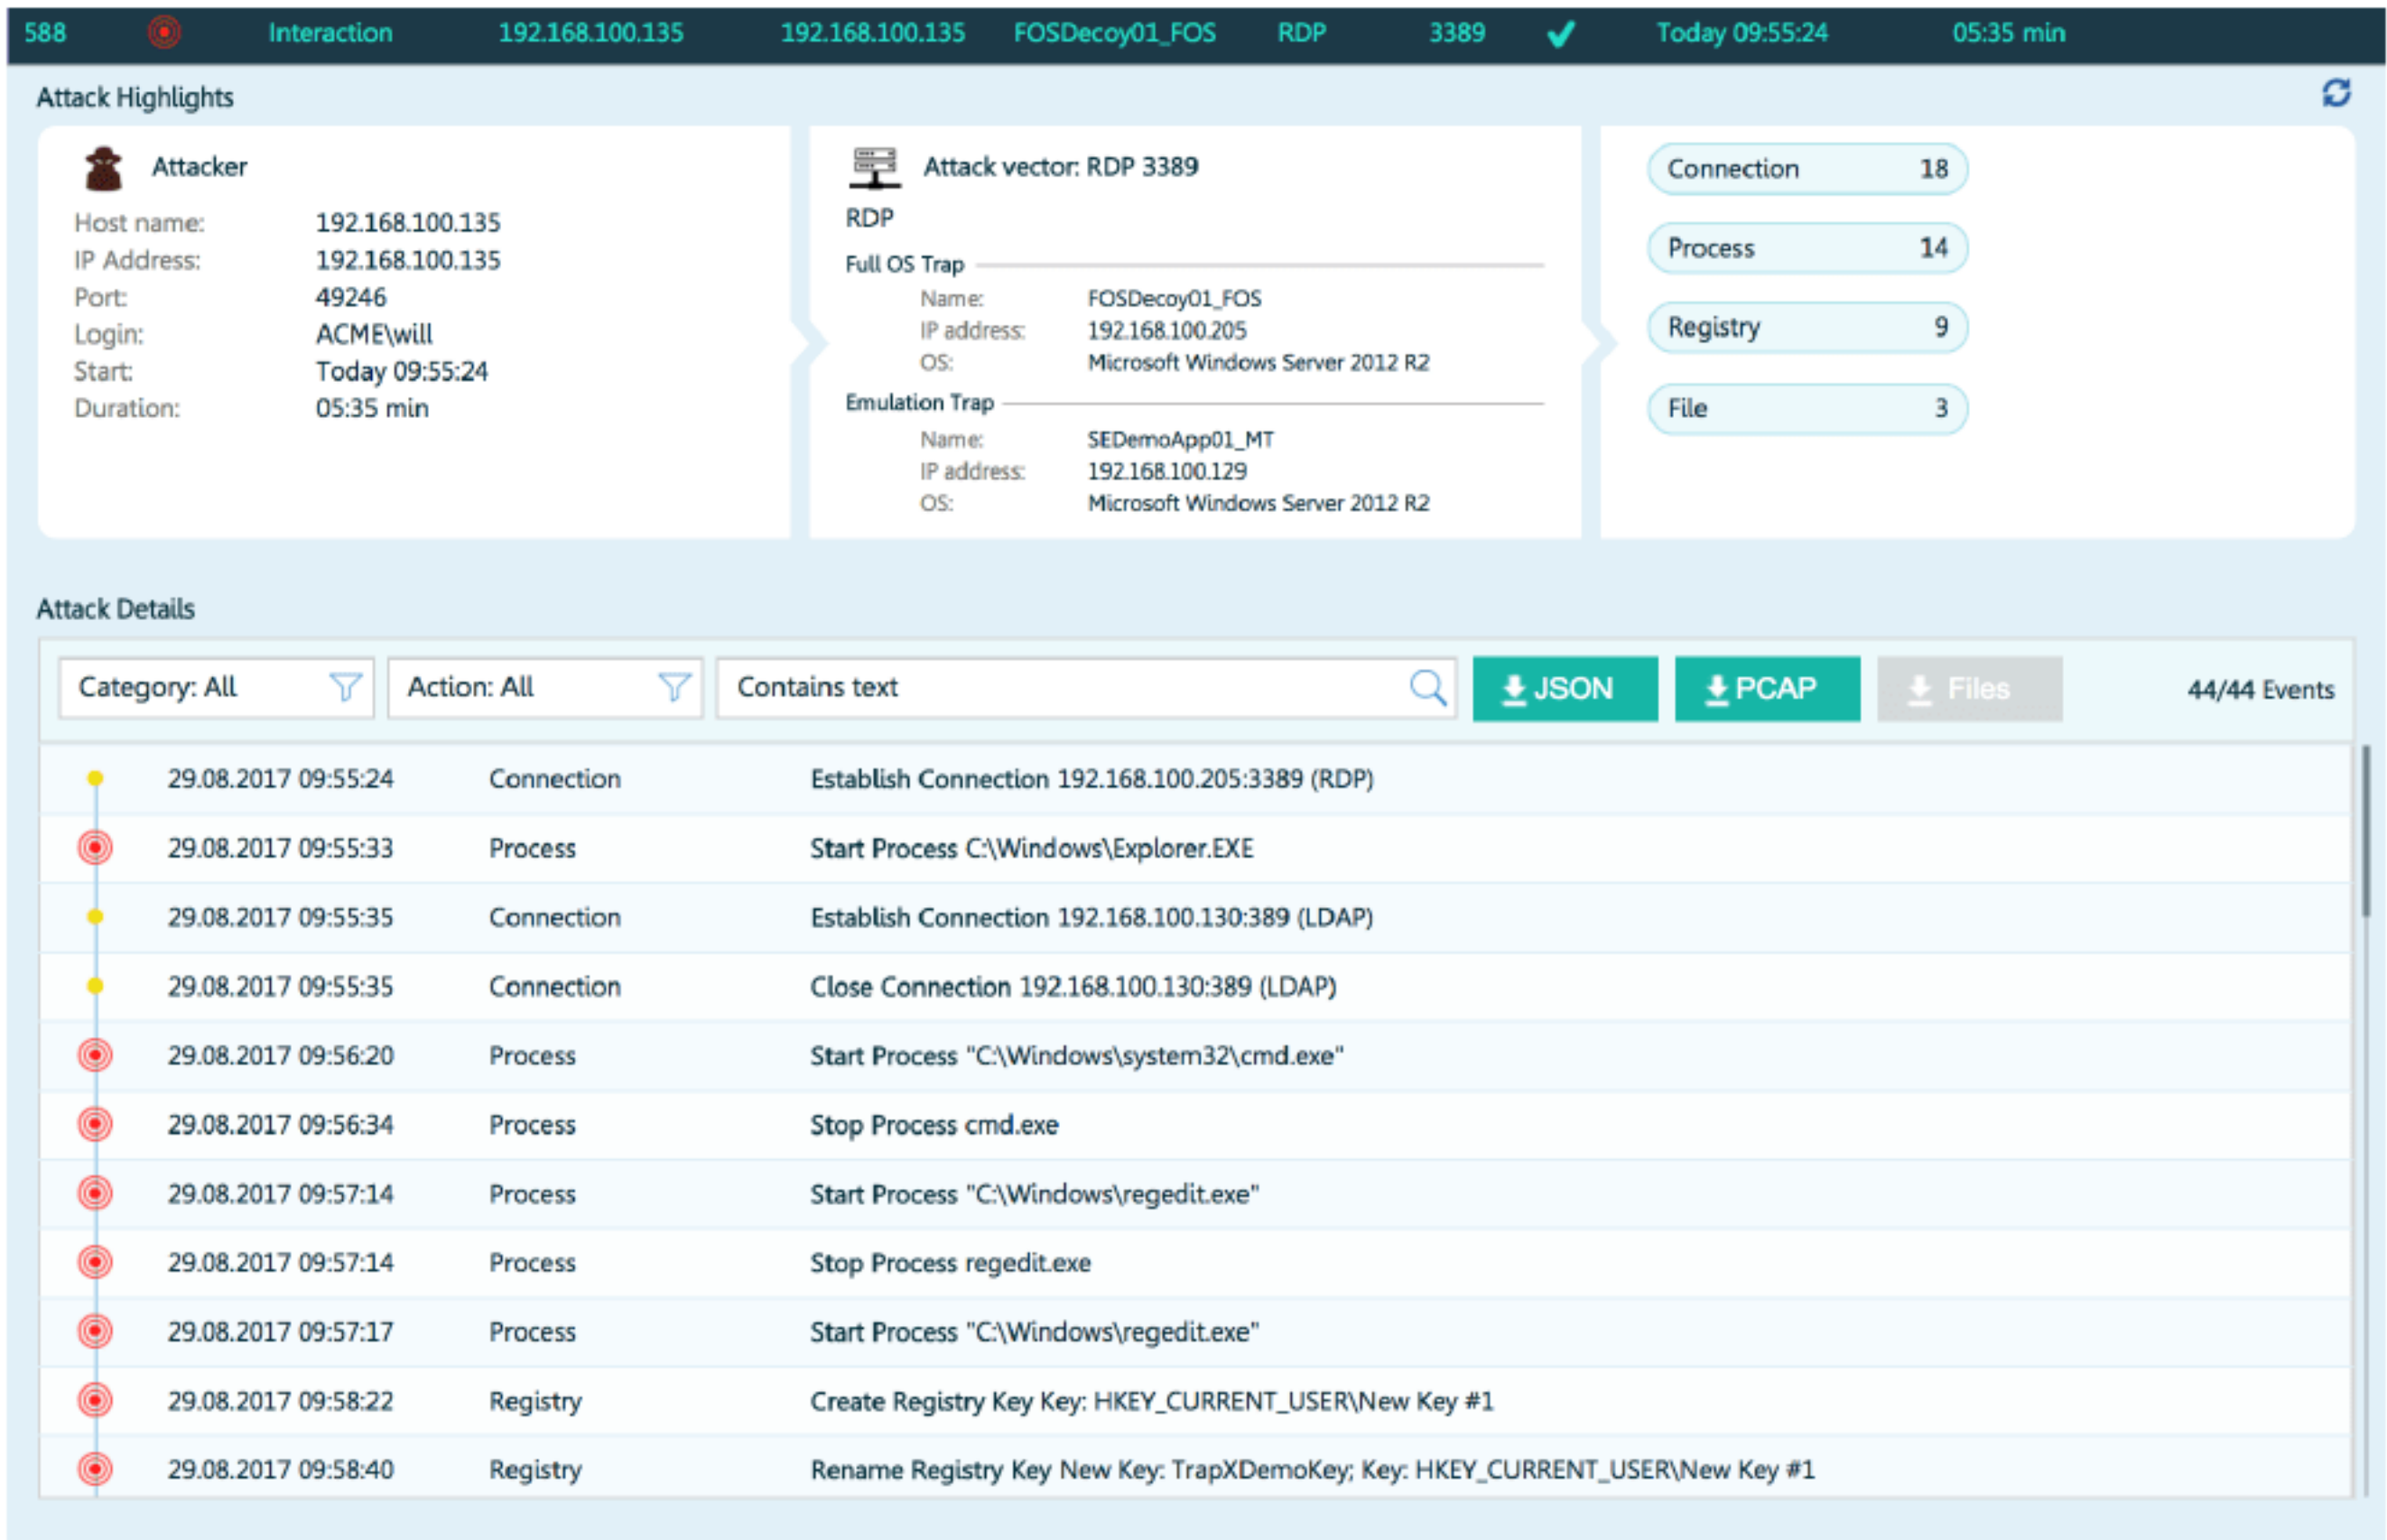 588 Interaction 192.168.100.135 192.168.100.135 FOSDecoy01_FOS RDP 3389 Today 09:55:24 05:35 min
Attack Highlights
Attacker
Host name: 192.168.100.135
IP Address: 192.168.100.135
Port: 49246
Login: ACME\will
Start: Today 09:55:24
Duration: 05:35 min
Attack vector: RDP 3389
RDP
Full OS Trap
Name: FOSDecoy01_FOS
IP address: 192.168.100.205
OS: Microsoft Windows Server 2012 R2
Emulation Trap
Name: SEDemoApp01_MT
IP address: 192.168.100.129
OS: Microsoft Windows Server 2012 R2
Connection 18
Process 14
Registry 9
File 3
Attack Details
Category: All Action: All Contains text JSON PCAP Files 44/44 Events
29.08.2017 09:55:24 Connection Establish Connection 192.168.100.205:3389 (RDP)
29.08.2017 09:55:33 Process Start Process C:\Windows\Explorer.EXE
29.08.2017 09:55:35 Connection Establish Connection 192.168.100.130:389 (LDAP)
29.08.2017 09:55:35 Connection Close Connection 192.168.100.130:389 (LDAP)
29.08.2017 09:56:20 Process Start Process "C:\Windows\system32\cmd.exe"
29.08.2017 09:56:34 Process Stop Process cmd.exe
29.08.2017 09:57:14 Process Start Process "C:\Windows\regedit.exe"
29.08.2017 09:57:14 Process Stop Process regedit.exe
29.08.2017 09:57:17 Process Start Process "C:\Windows\regedit.exe"
29.08.2017 09:58:22 Registry Create Registry Key Key: HKEY_CURRENT_USER\New Key #1
29.08.2017 09:58:40 Registry Rename Registry Key New Key: TrapXDemoKey; Key: HKEY_CURRENT_USER\New Key #1